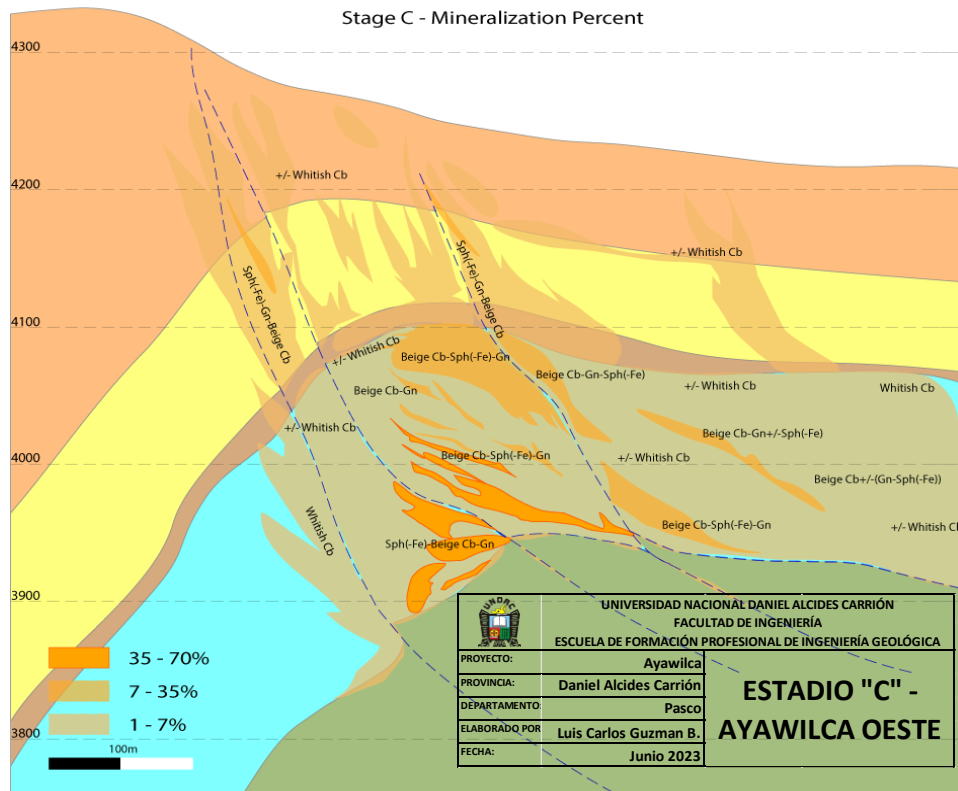 Stage C - Mineralization Percent
4300
+/- Whitish Cb
4200
+/- Whitish Cb
Sph(-Fe)-Gn-Beige Cb
Sph(-Fe)-Gn-Beige Cb
4100
+/- Whitish Cb
Beige Cb-Sph(-Fe)-Gn
Beige Cb-Gn-Sph(-Fe)
Beige Cb-Gn
+/- Whitish Cb
Whitish Cb
+/- Whitish Cb
Beige Cb-Gn+/-Sph(-Fe)
4000
Beige Cb-Sph(-Fe)-Gn
+/- Whitish Cb
Beige Cb+/-(Gn-Sph(-Fe))
Whitish Cb
Beige Cb-Sph(-Fe)-Gn
+/- Whitish Cl
Sph(-Fe)-Beige Cb-Gn
3900
35 - 70%
7 - 35%
1 - 7%
3800
100m
UNDAC
UNIVERSIDAD NACIONAL DANIEL ALCIDES CARRIÓN
FACULTAD DE INGENIERÍA
ESCUELA DE FORMACIÓN PROFESIONAL DE INGENIERÍA GEOLÓGICA
PROYECTO: Ayawilca
PROVINCIA: Daniel Alcides Carrión
DEPARTAMENTO: Pasco
ELABORADO POR Luis Carlos Guzman B.
FECHA: Junio 2023
ESTADIO "C" -
AYAWILCA OESTE